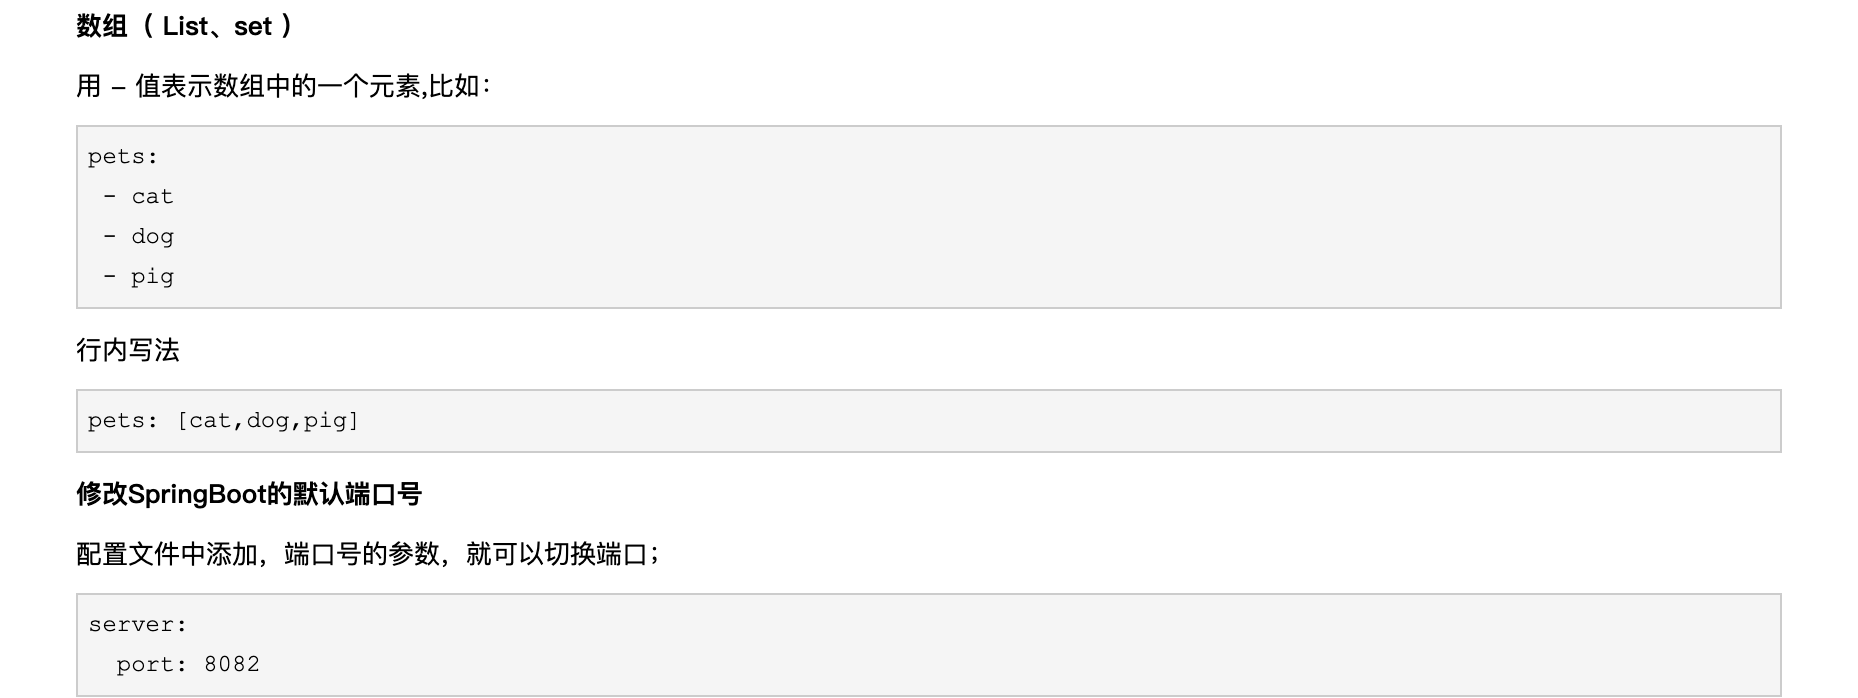 数组（ List、set ）
用 - 值表示数组中的一个元素,比如：
pets:
 - cat
 - dog
 - pig
行内写法
pets: [cat,dog,pig]
修改SpringBoot的默认端口号
配置文件中添加，端口号的参数，就可以切换端口；
server:
  port: 8082